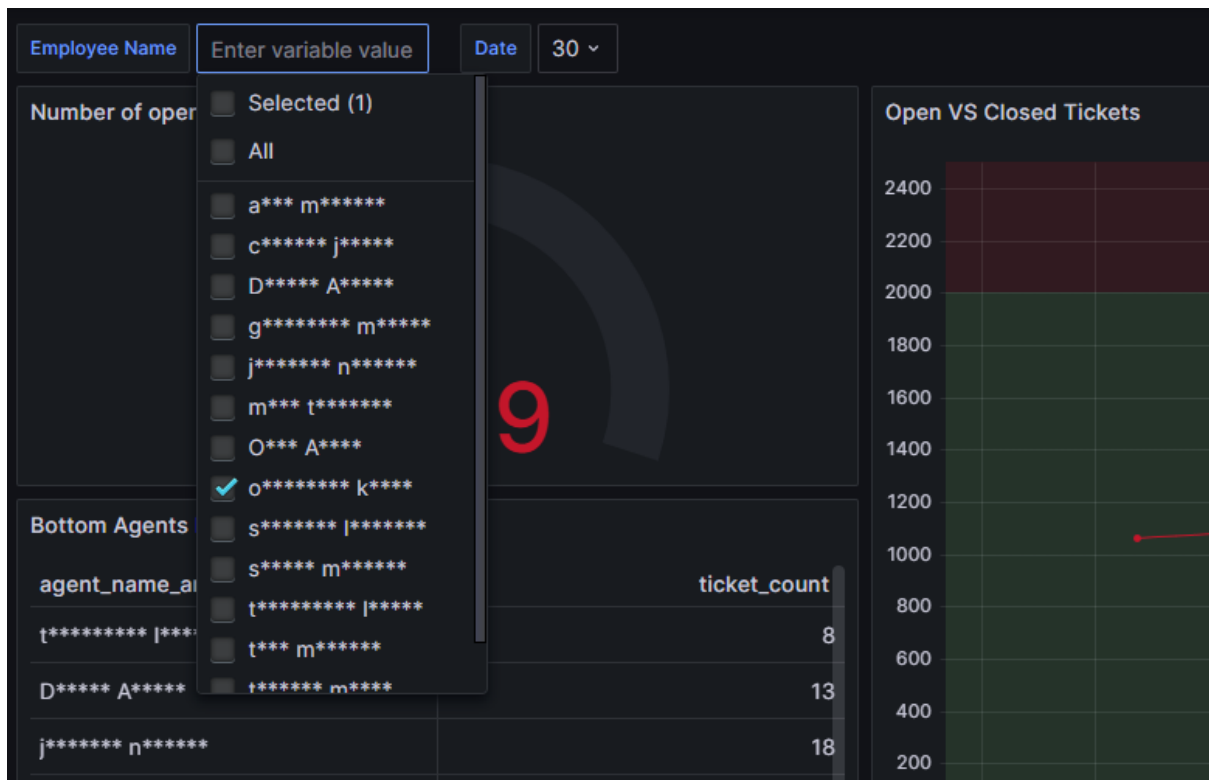 Employee Name
Enter variable value
Date
30
Selected (1)
All
a*** m******
c****** j*****
D***** A*****
g******** m*****
j******* n******
m*** t*******
O*** A****
o******** k****
s******* l*******
s***** m******
t********* l*****
t*** m******
t****** m****
Number of open
9
Bottom Agents
agent_name_a
ticket_count
t********* l****
8
D***** A*****
13
j******* n******
18
Open VS Closed Tickets
2400
2200
2000
1800
1600
1400
1200
1000
800
600
400
200